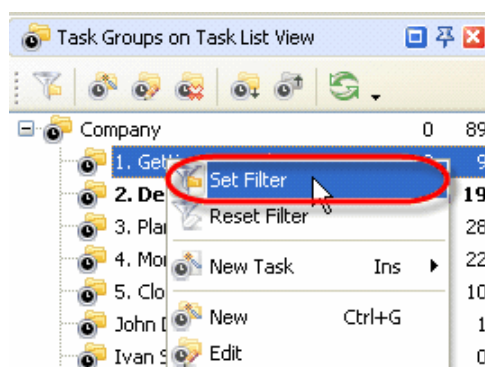 Task Groups on Task List View
Company 0 89
1. Get 9
Set Filter
2. De 19
Reset Filter
3. Pla 28
4. Mo 22
New Task Ins
5. Clo 10
New Ctrl+G
John 1
Edit
Ivan S 0